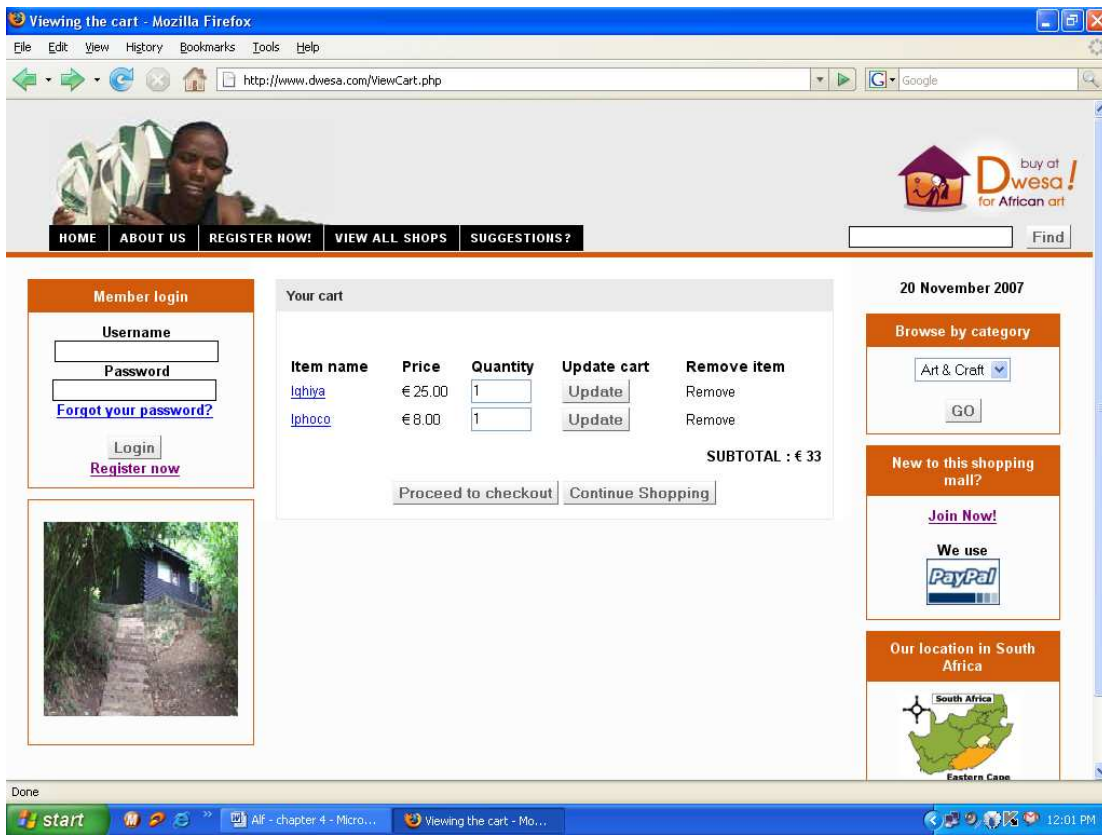 Viewing the cart - Mozilla Firefox
File Edit View History Bookmarks Tools Help
http://www.dwesa.com/ViewCart.php
G Google
buy at
Dwesa!
for African art
HOME ABOUT US REGISTER NOW! VIEW ALL SHOPS SUGGESTIONS?
Find
Member login
Username
Password
Forgot your password?
Login
Register now
Your cart
Item name Price Quantity Update cart Remove item
Iqhiya € 25.00 1 Update Remove
Iphoco € 8.00 1 Update Remove
SUBTOTAL : € 33
Proceed to checkout Continue Shopping
20 November 2007
Browse by category
Art & Craft
GO
New to this shopping
mall?
Join Now!
We use
PayPal
Our location in South
Africa
South Africa
Eastern Cape
Done
start Alf - chapter 4 - Micro... Viewing the cart - Mo... 12:01 PM